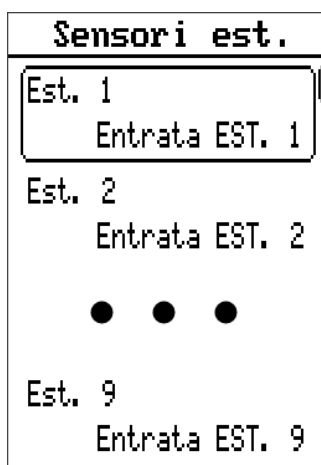 Sensori est.
Est. 1
Entrata EST. 1
Est. 2
Entrata EST. 2
Est. 9
Entrata EST. 9